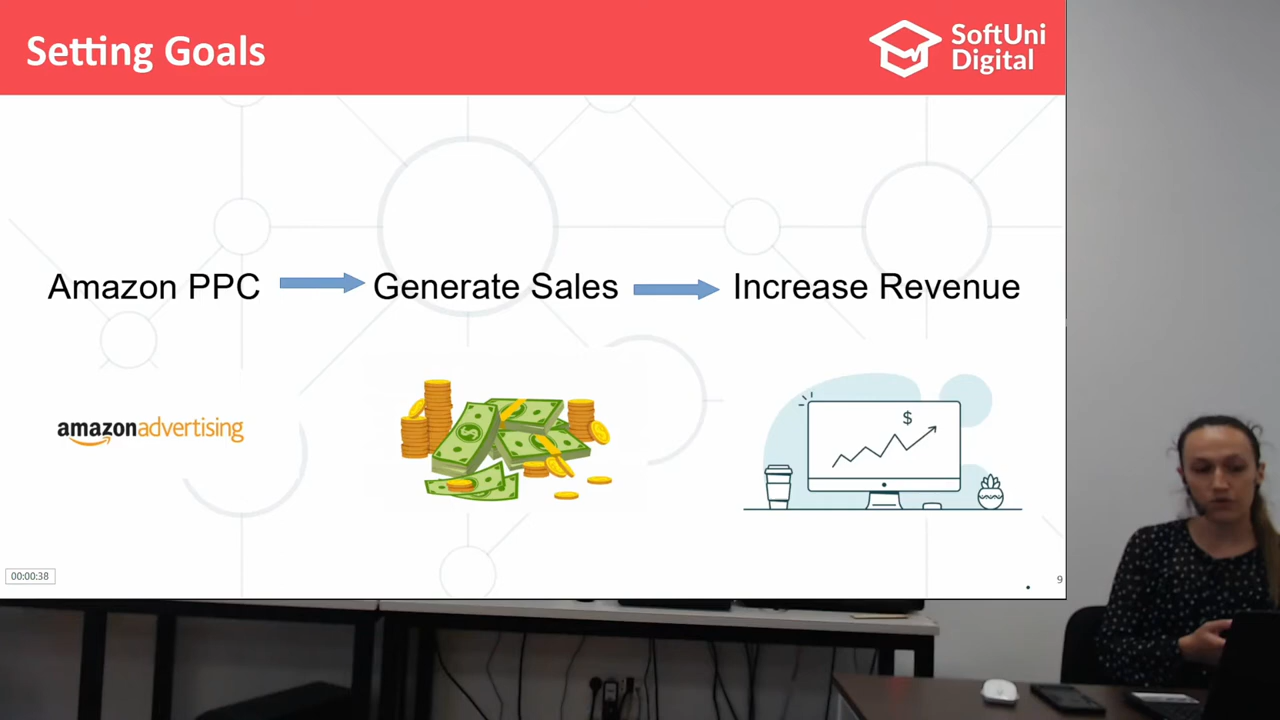 Setting Goals
SoftUni
Digital
Amazon PPC
Generate Sales
Increase Revenue
amazonadvertising
$
00:00:38
9